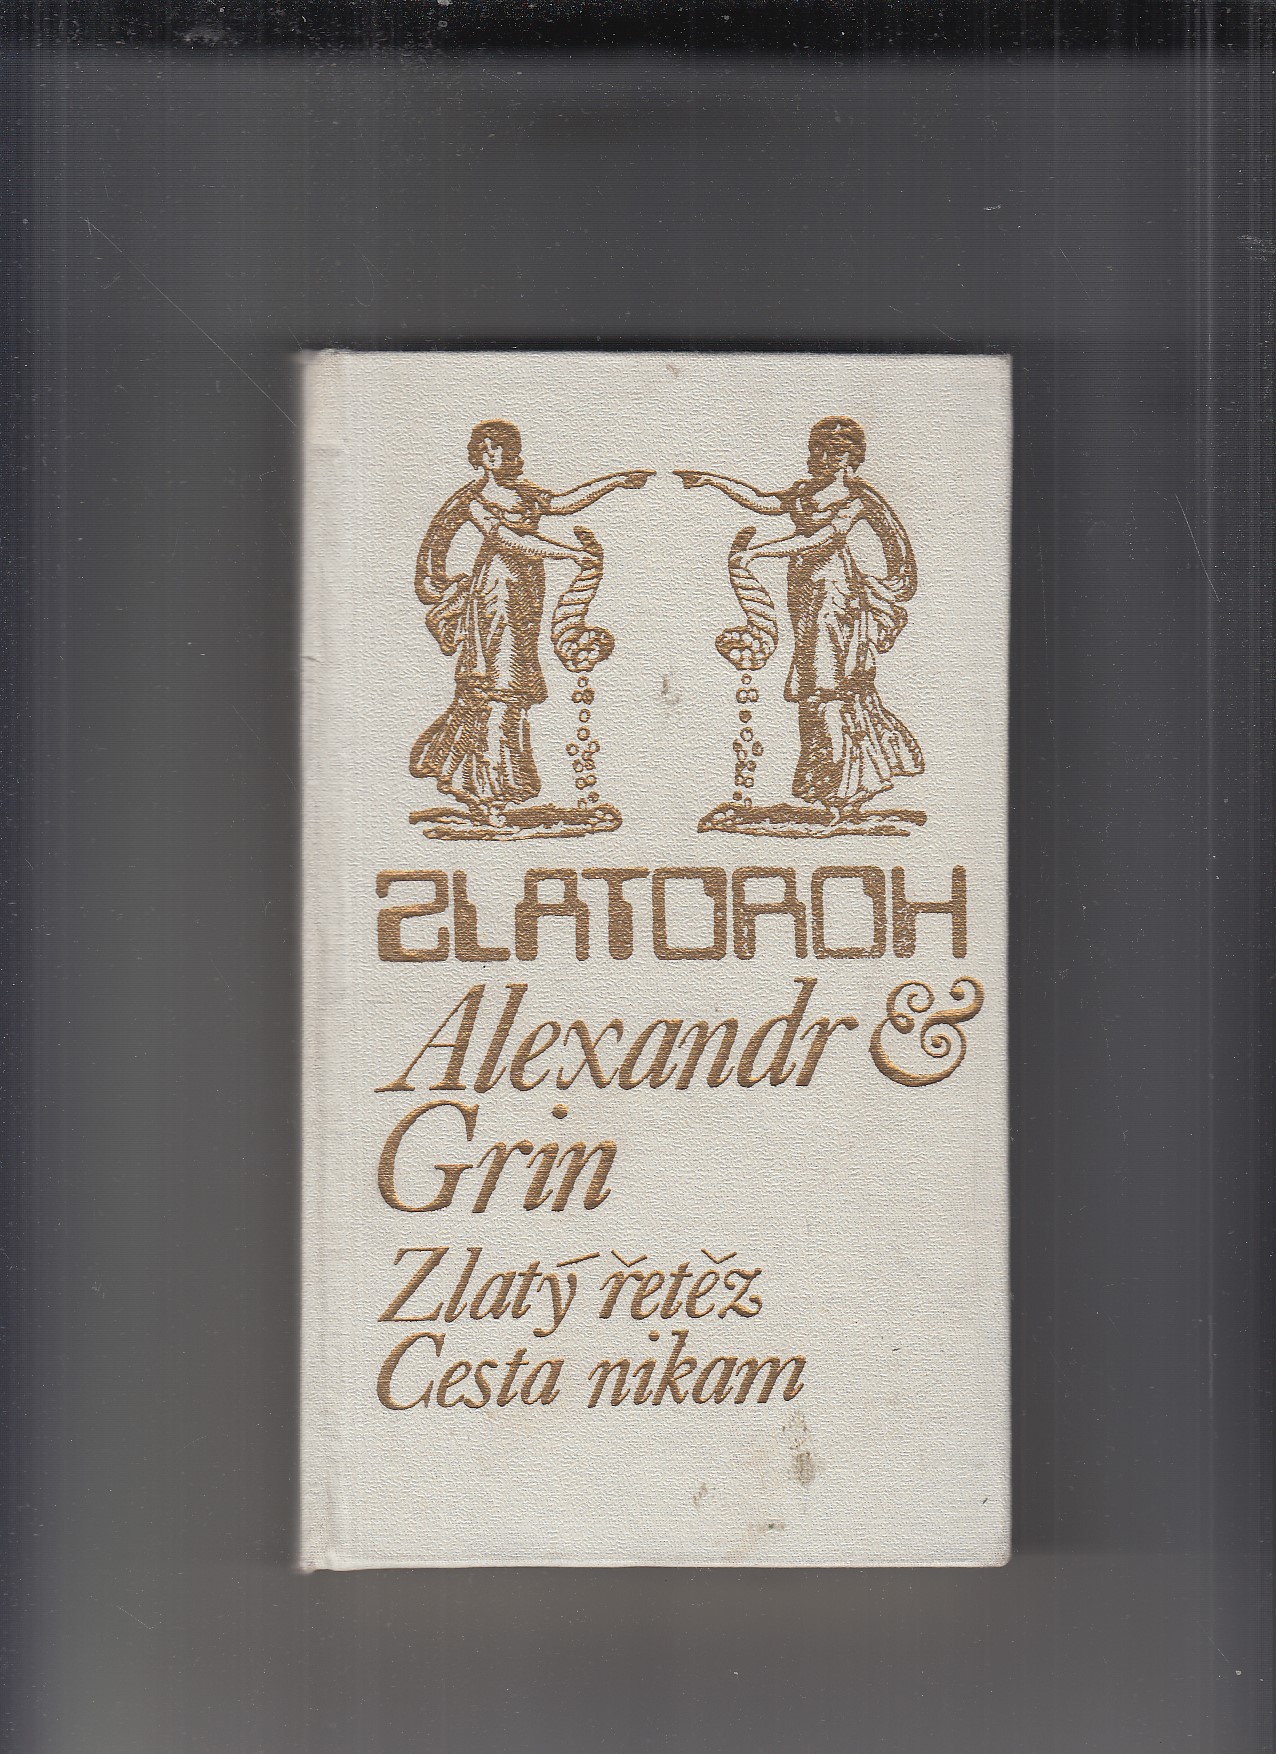 ZLATOROH
Alexandr &
Grin
Zlatý řetěz
Cesta nikam